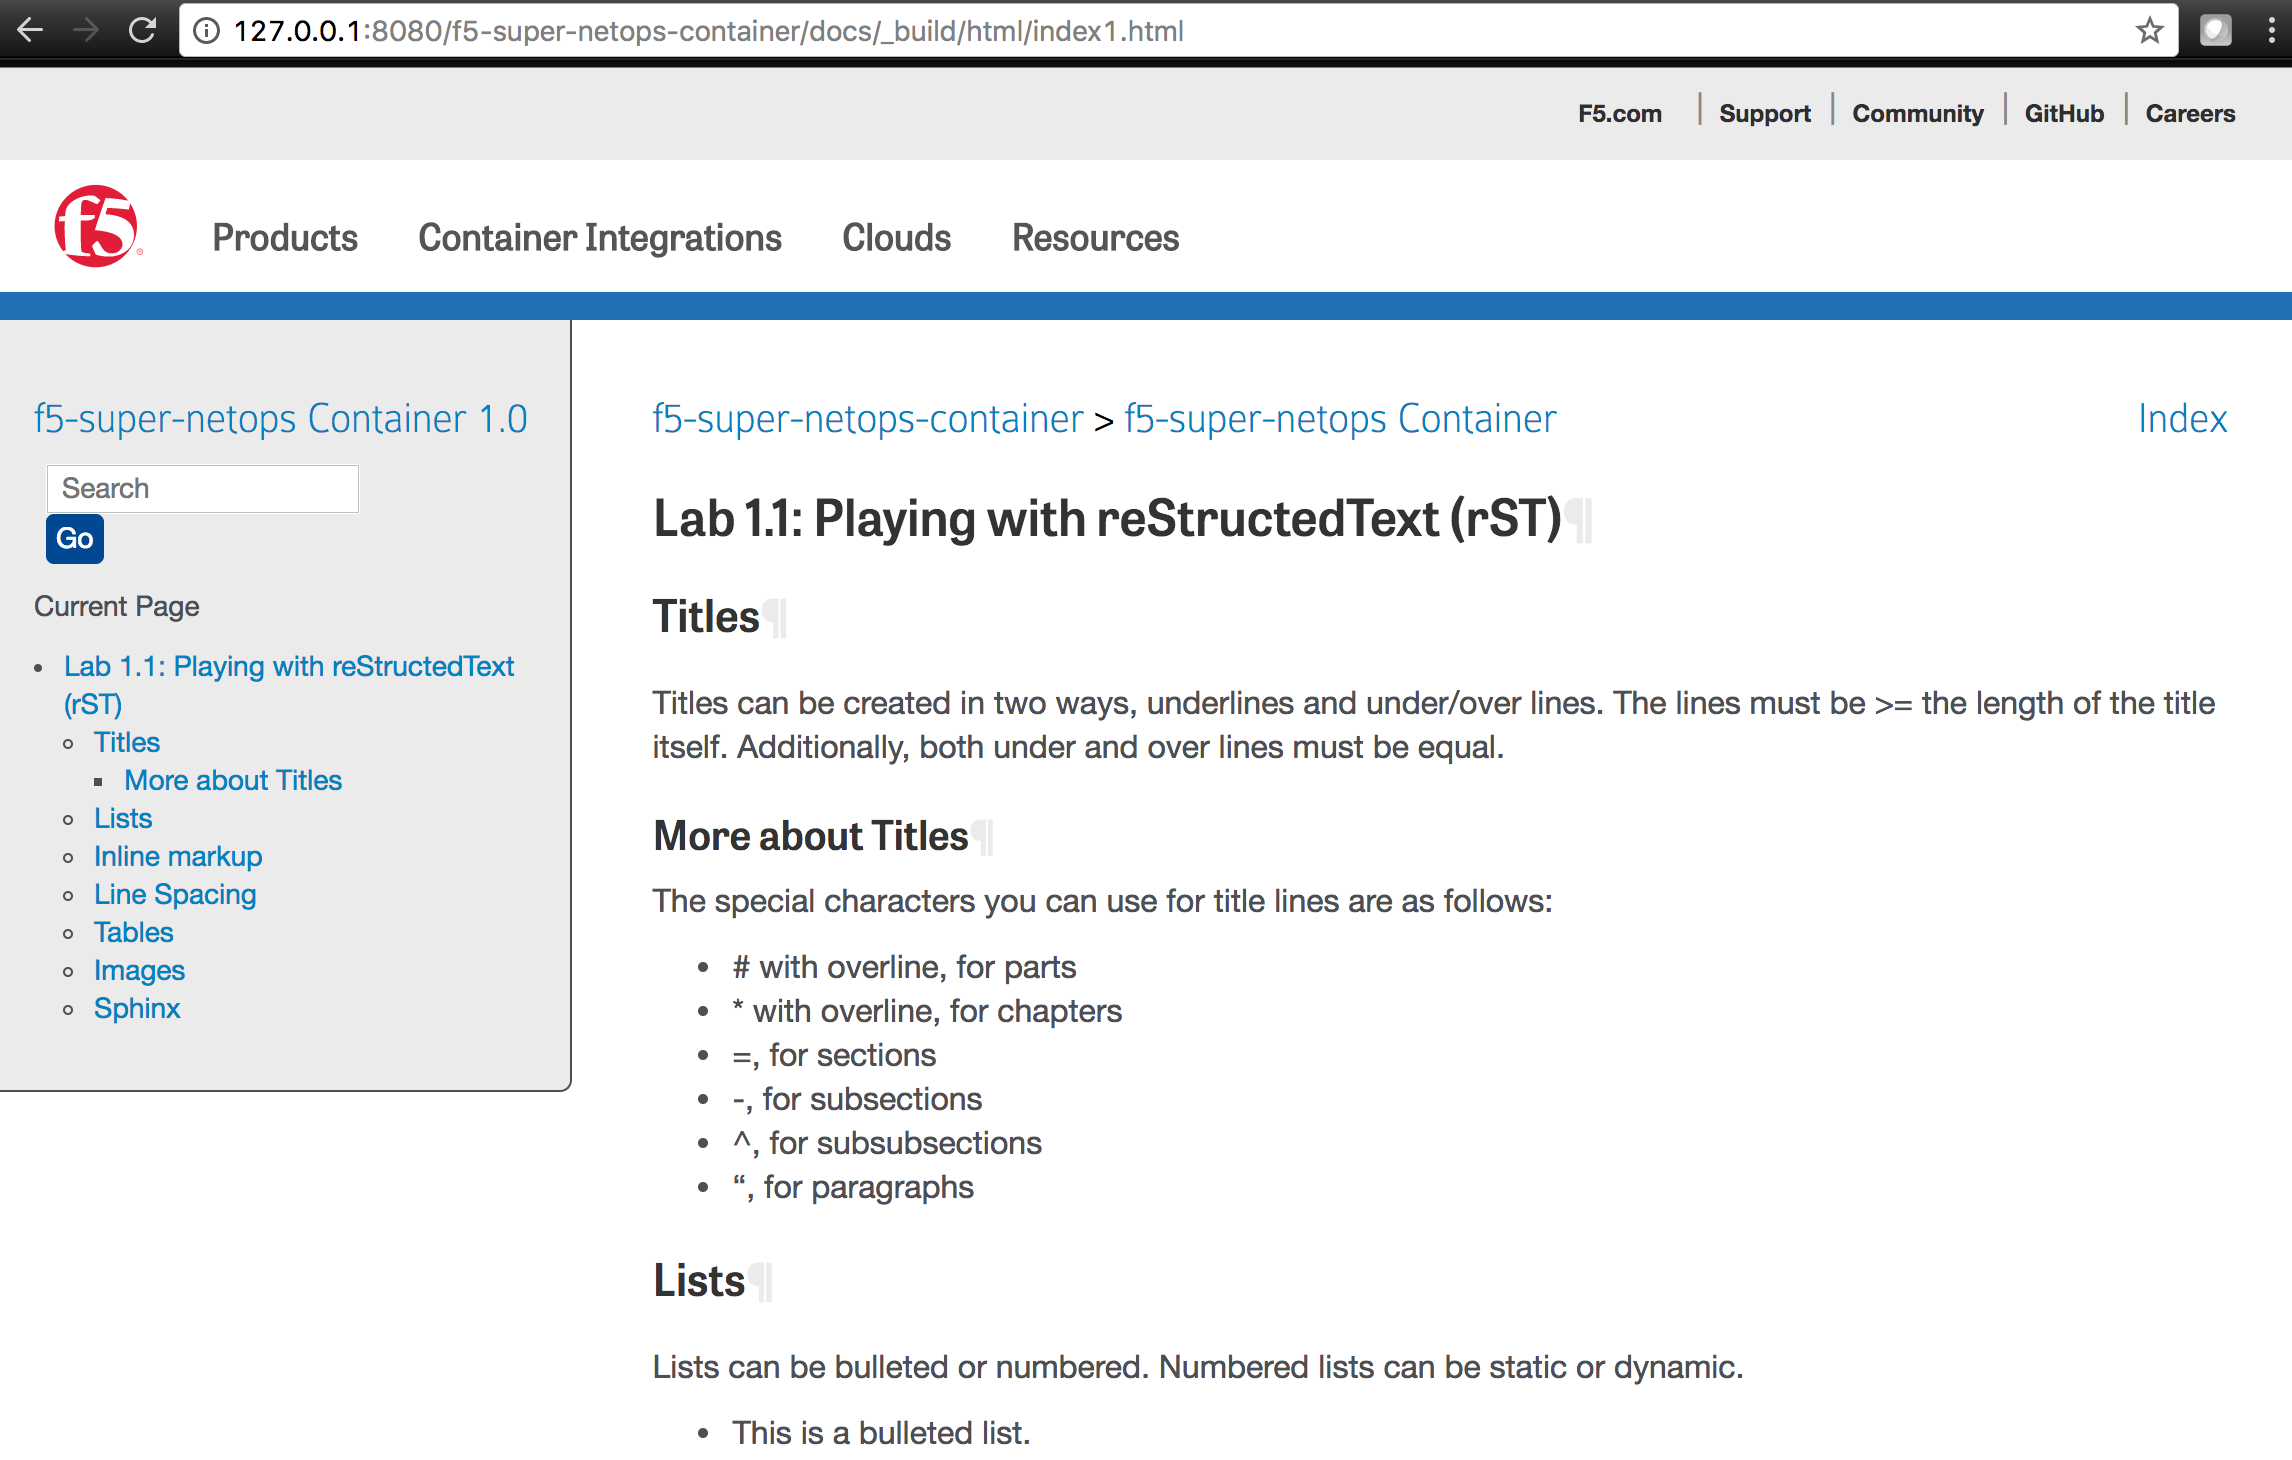 127.0.0.1:8080/f5-super-netops-container/docs/_build/html/index1.html
F5.com | Support | Community | GitHub | Careers
f5 Products Container Integrations Clouds Resources
f5-super-netops Container 1.0
Search
Go
Current Page
• Lab 1.1: Playing with reStructedText
(rST)
◦ Titles
▪ More about Titles
◦ Lists
◦ Inline markup
◦ Line Spacing
◦ Tables
◦ Images
◦ Sphinx
f5-super-netops-container > f5-super-netops Container Index
Lab 1.1: Playing with reStructedText (rST)¶
Titles¶
Titles can be created in two ways, underlines and under/over lines. The lines must be >= the length of the title
itself. Additionally, both under and over lines must be equal.
More about Titles¶
The special characters you can use for title lines are as follows:
• # with overline, for parts
• * with overline, for chapters
• =, for sections
• -, for subsections
• ^, for subsubsections
• “, for paragraphs
Lists¶
Lists can be bulleted or numbered. Numbered lists can be static or dynamic.
• This is a bulleted list.